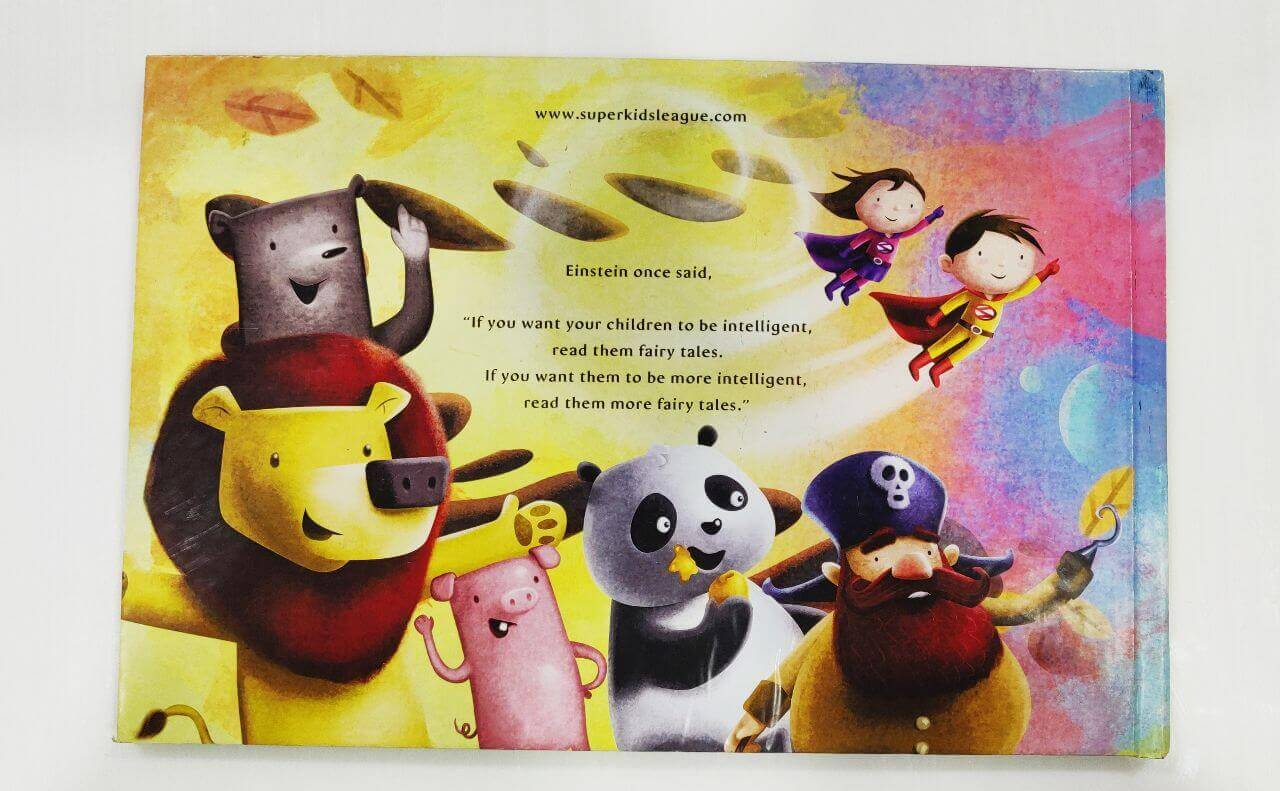 www.superkidsleague.com
Einstein once said,
“If you want your children to be intelligent,
read them fairy tales.
If you want them to be more intelligent,
read them more fairy tales.”